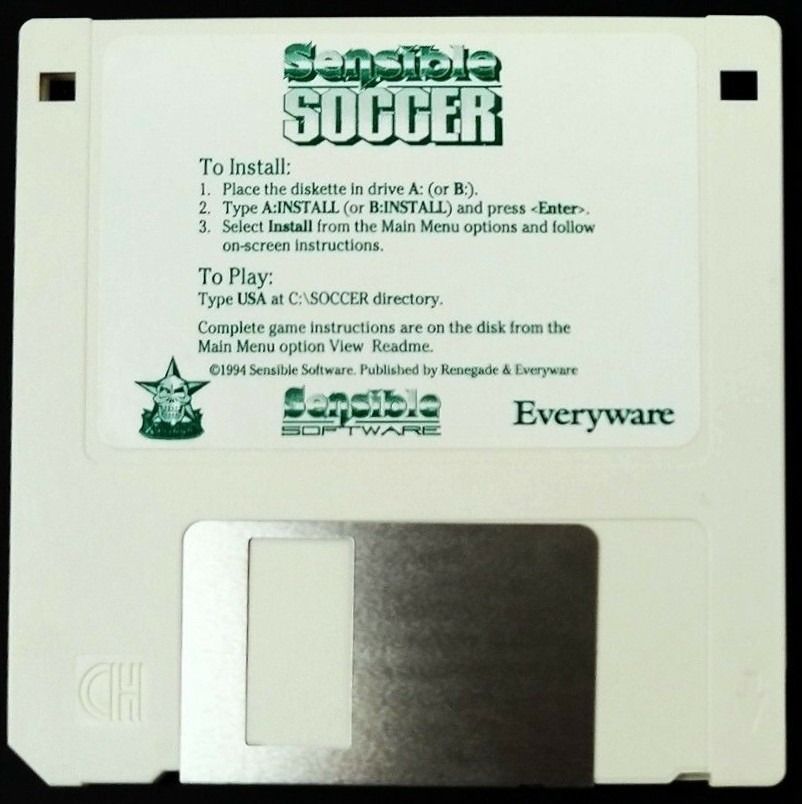 Sensible
SOCCER
To Install:
1. Place the diskette in drive A: (or B:).
2. Type A:INSTALL (or B:INSTALL) and press <Enter>.
3. Select Install from the Main Menu options and follow
on-screen instructions.
To Play:
Type USA at C:\SOCCER directory.
Complete game instructions are on the disk from the
Main Menu option View Readme.
©1994 Sensible Software. Published by Renegade & Everyware
Sensible
SOFTWARE
Everyware
CH